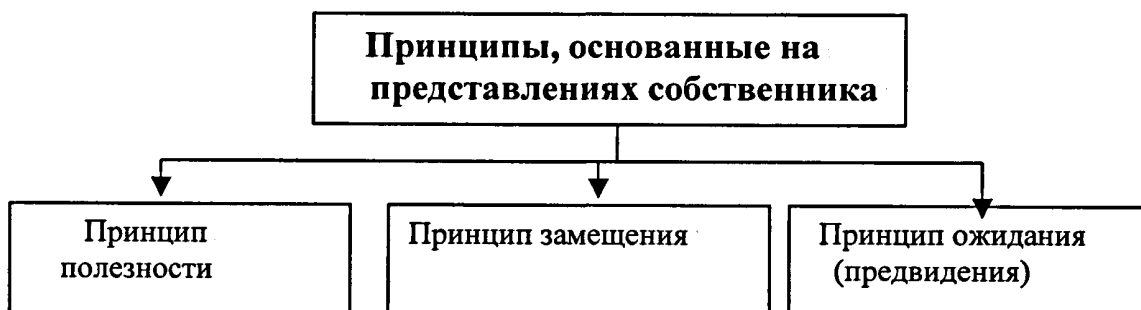 Принципы, основанные на
представлениях собственника
Принцип
полезности
Принцип замещения
Принцип ожидания
(предвидения)